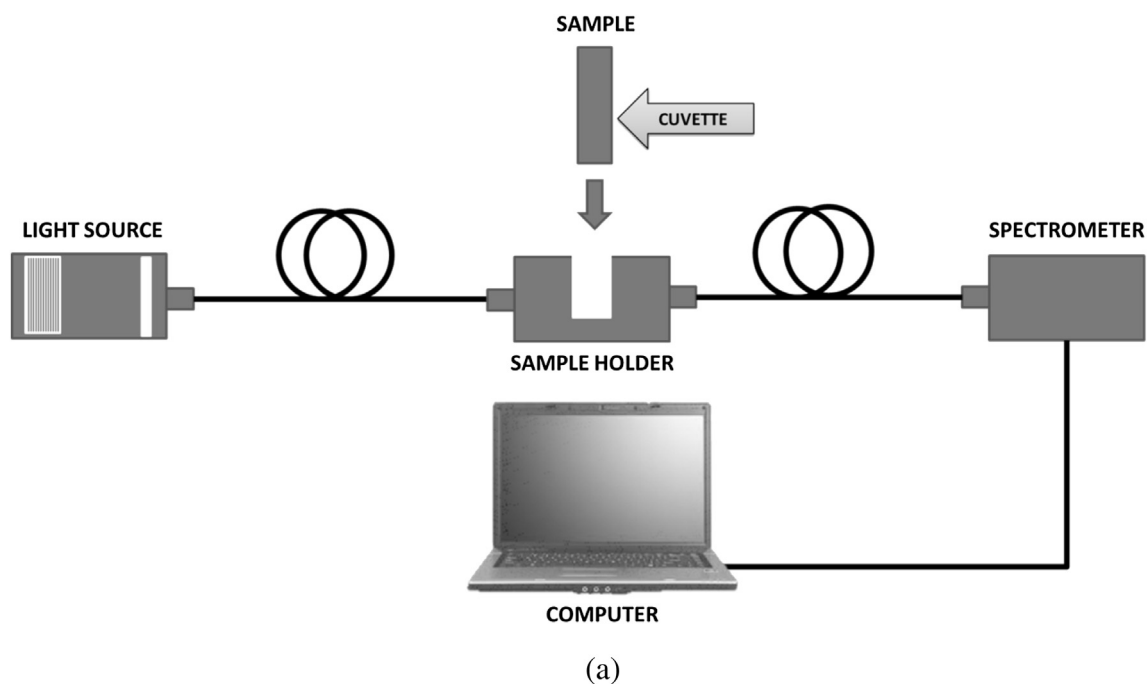 SAMPLE
CUVETTE
LIGHT SOURCE
SPECTROMETER
SAMPLE HOLDER
COMPUTER
(a)